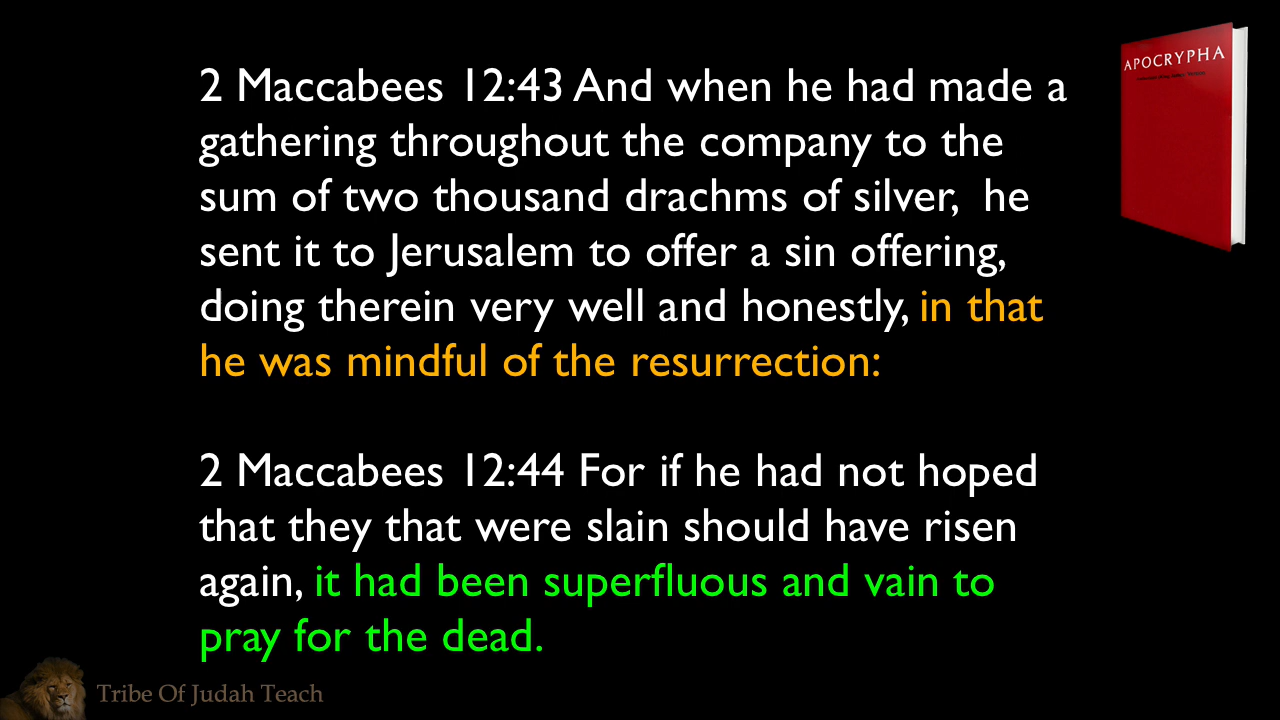 2 Maccabees 12:43 And when he had made a
gathering throughout the company to the
sum of two thousand drachms of silver,  he
sent it to Jerusalem to offer a sin offering,
doing therein very well and honestly, in that
he was mindful of the resurrection:
2 Maccabees 12:44 For if he had not hoped
that they that were slain should have risen
again, it had been superfluous and vain to
pray for the dead.
APOCRYPHA
Tribe Of Judah Teach